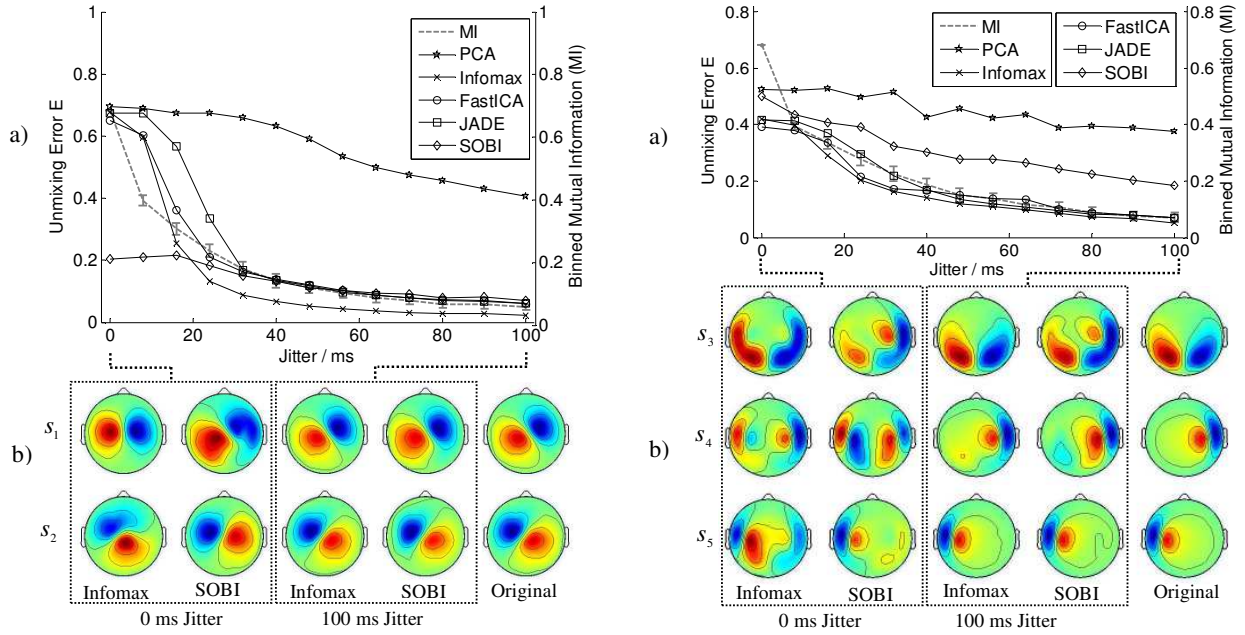 a)
Unmixing Error E
1
0.8
0.6
0.4
0.2
0
1
0.8
0.6
0.4
0.2
0
Binned Mutual Information (MI)
MI
PCA
Infomax
FastICA
JADE
SOBI
0 20 40 60 80 100
Jitter / ms
b)
s1
s2
Infomax SOBI Infomax SOBI Original
0 ms Jitter 100 ms Jitter
a)
Unmixing Error E
0.8
0.6
0.4
0.2
0
0.8
0.6
0.4
0.2
0
Binned Mutual Information (MI)
MI
PCA
Infomax
FastICA
JADE
SOBI
0 20 40 60 80 100
Jitter / ms
b)
s3
s4
s5
Infomax SOBI Infomax SOBI Original
0 ms Jitter 100 ms Jitter